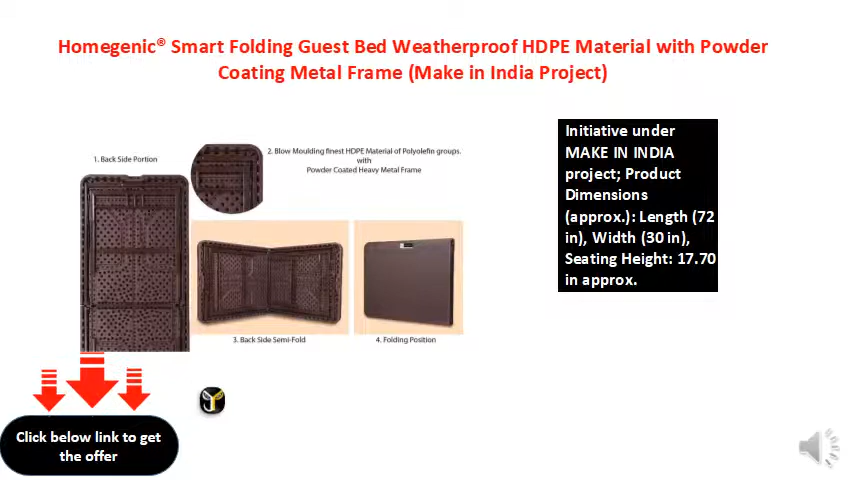 Homegenic® Smart Folding Guest Bed Weatherproof HDPE Material with Powder
Coating Metal Frame (Make in India Project)
1. Back Side Portion
2. Blow Moulding finest HDPE Material of Polyolefin groups.
with
Powder Coated Heavy Metal Frame
3. Back Side Semi-Fold
4. Folding Position
Initiative under
MAKE IN INDIA
project; Product
Dimensions
(approx.): Length (72
in), Width (30 in),
Seating Height: 17.70
in approx.
Click below link to get
the offer